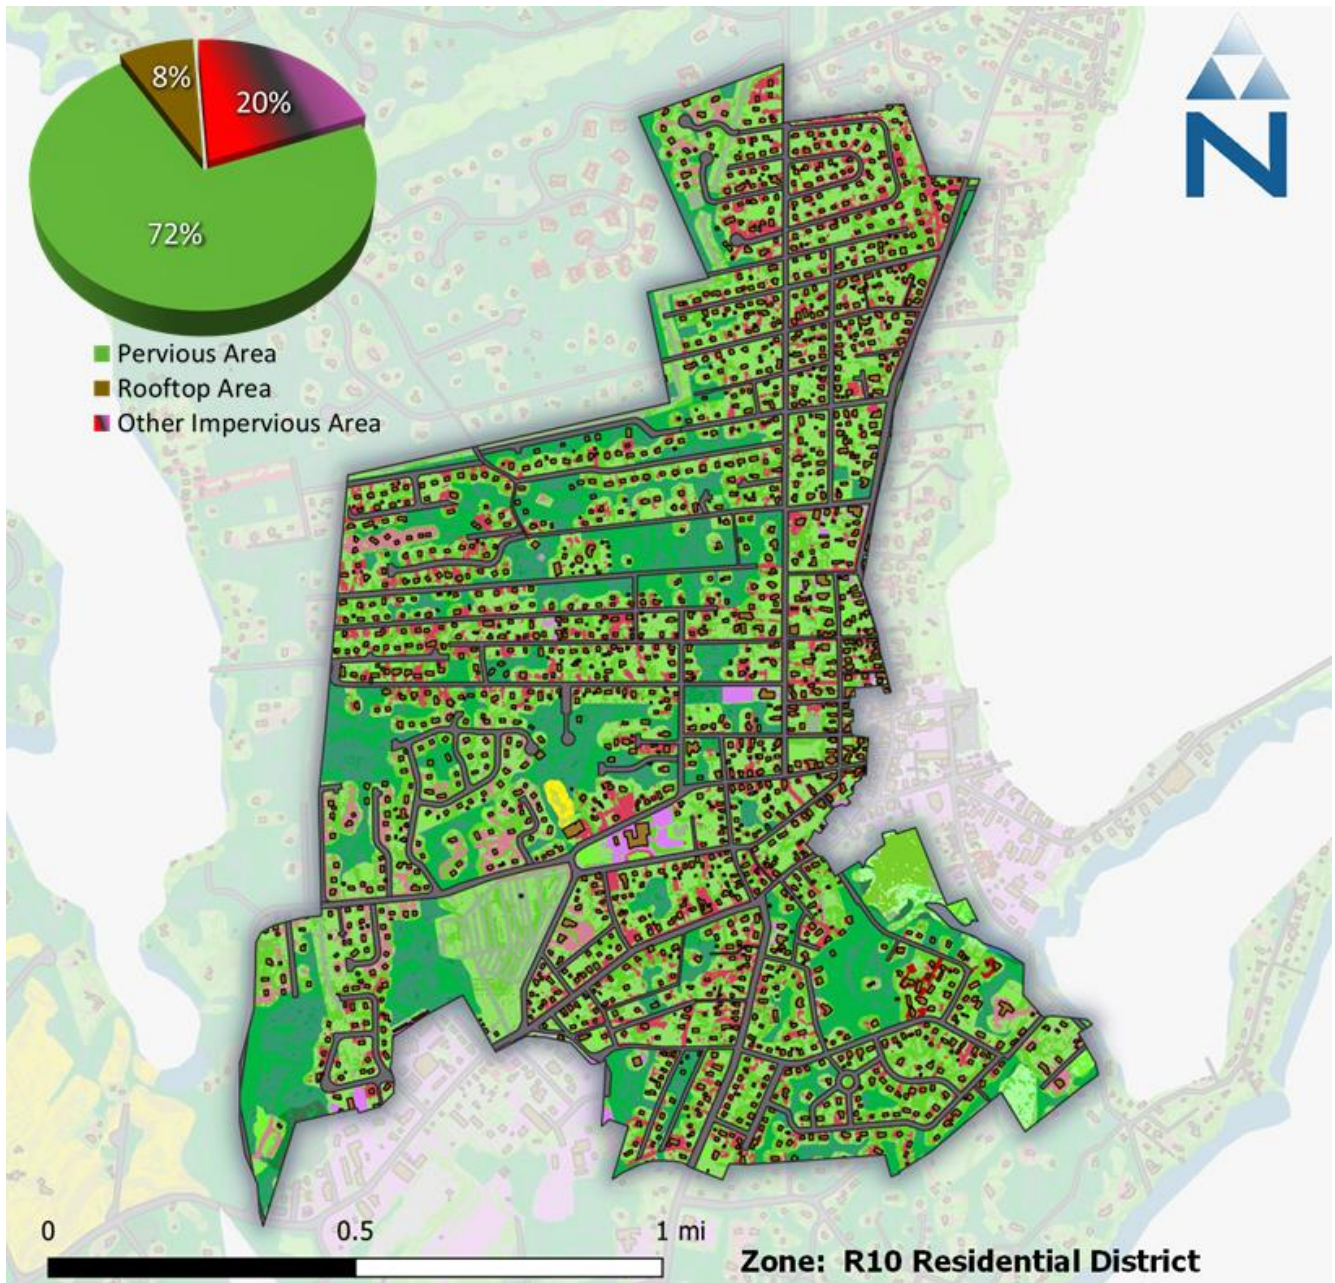 8%
20%
72%
N
Pervious Area
Rooftop Area
Other Impervious Area
0 0.5 1 mi
Zone: R10 Residential District